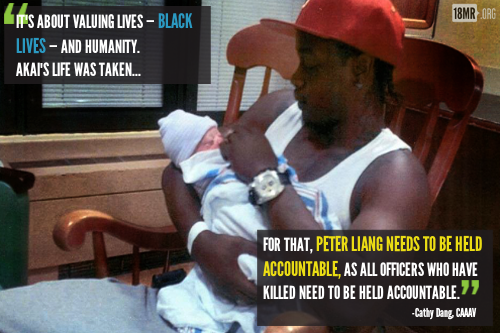 “IT'S ABOUT VALUING LIVES – BLACK
LIVES – AND HUMANITY.
AKAI'S LIFE WAS TAKEN...
18MR.ORG
FOR THAT, PETER LIANG NEEDS TO BE HELD
ACCOUNTABLE, AS ALL OFFICERS WHO HAVE
KILLED NEED TO BE HELD ACCOUNTABLE.”
-Cathy Dang, CAAAV